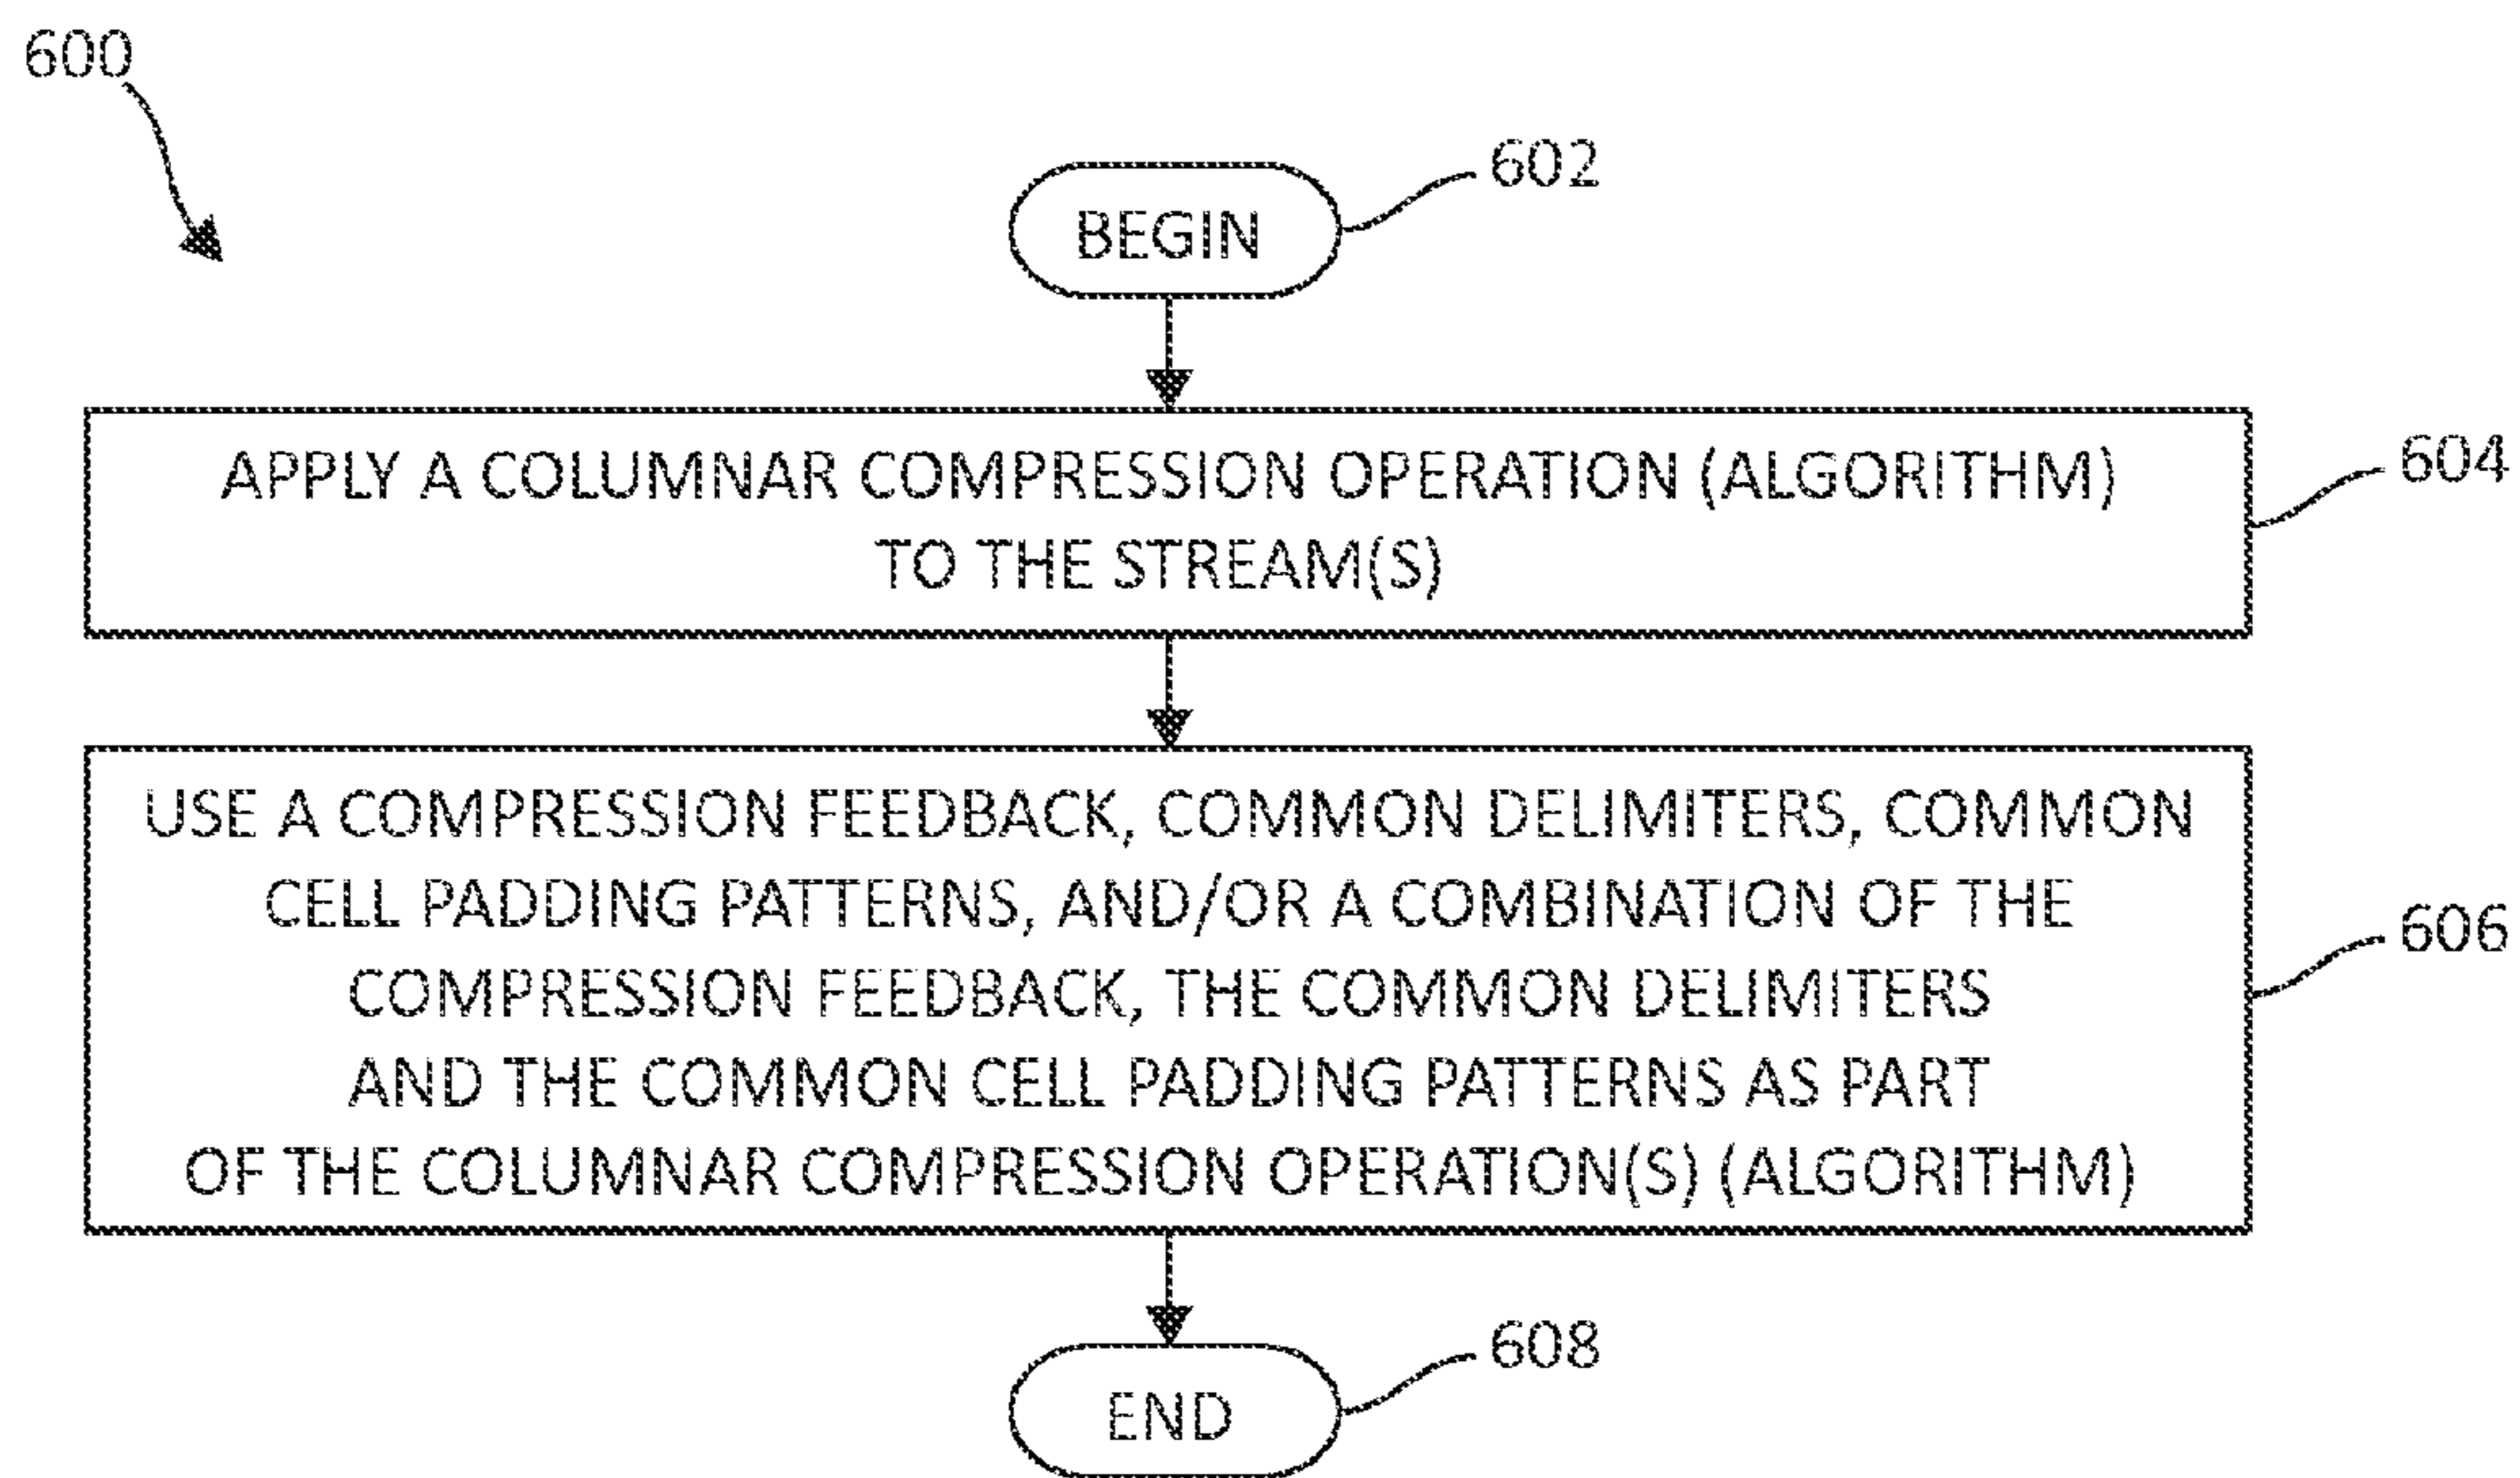 600
602
BEGIN
APPLY A COLUMNAR COMPRESSION OPERATION (ALGORITHM)
TO THE STREAM(S)
604
USE A COMPRESSION FEEDBACK, COMMON DELIMITERS, COMMON
CELL PADDING PATTERNS, AND/OR A COMBINATION OF THE
COMPRESSION FEEDBACK, THE COMMON DELIMITERS
AND THE COMMON CELL PADDING PATTERNS AS PART
OF THE COLUMNAR COMPRESSION OPERATION(S) (ALGORITHM)
606
608
END